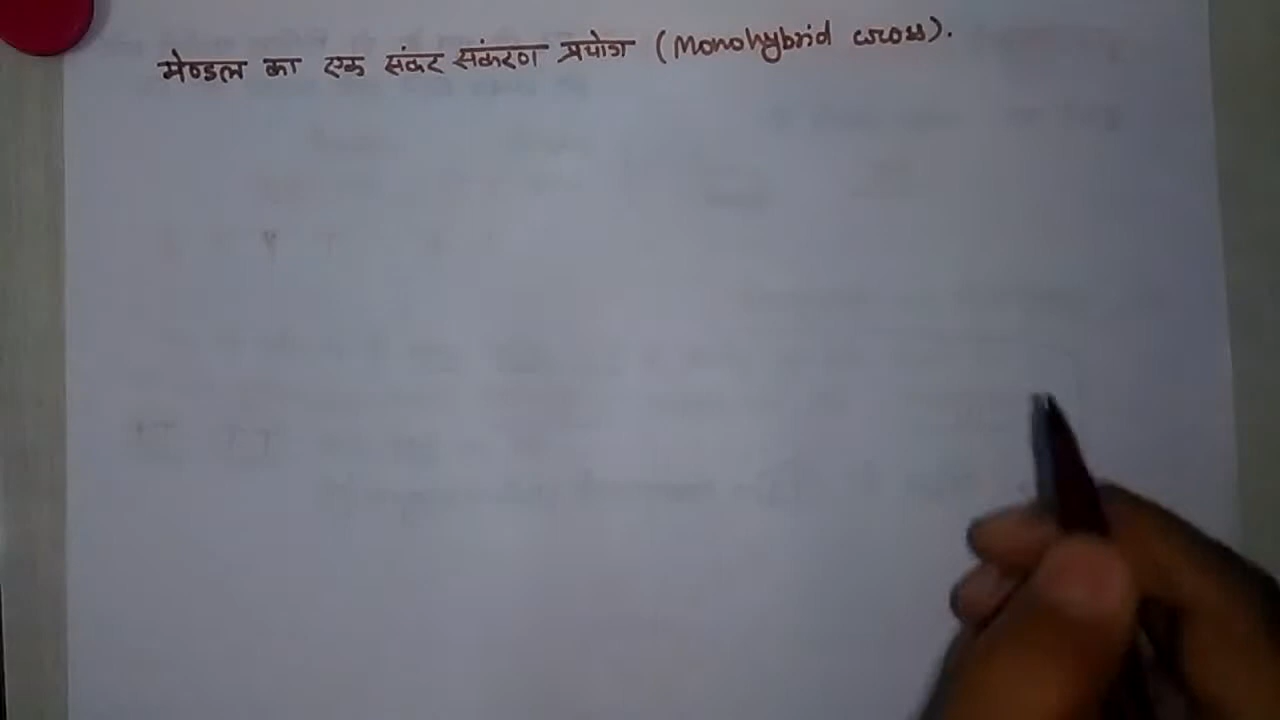 मेण्डल का एक संकर संकरण प्रयोग (Monohybrid cross).